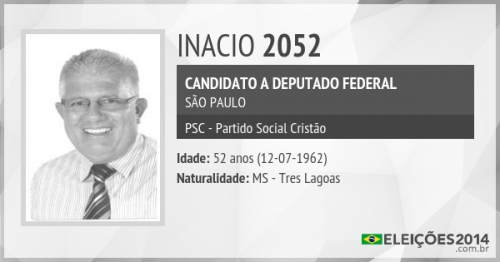 INACIO 2052
CANDIDATO A DEPUTADO FEDERAL
SÃO PAULO
PSC - Partido Social Cristão
Idade: 52 anos (12-07-1962)
Naturalidade: MS - Tres Lagoas
ELEIÇÕES2014
.com.br